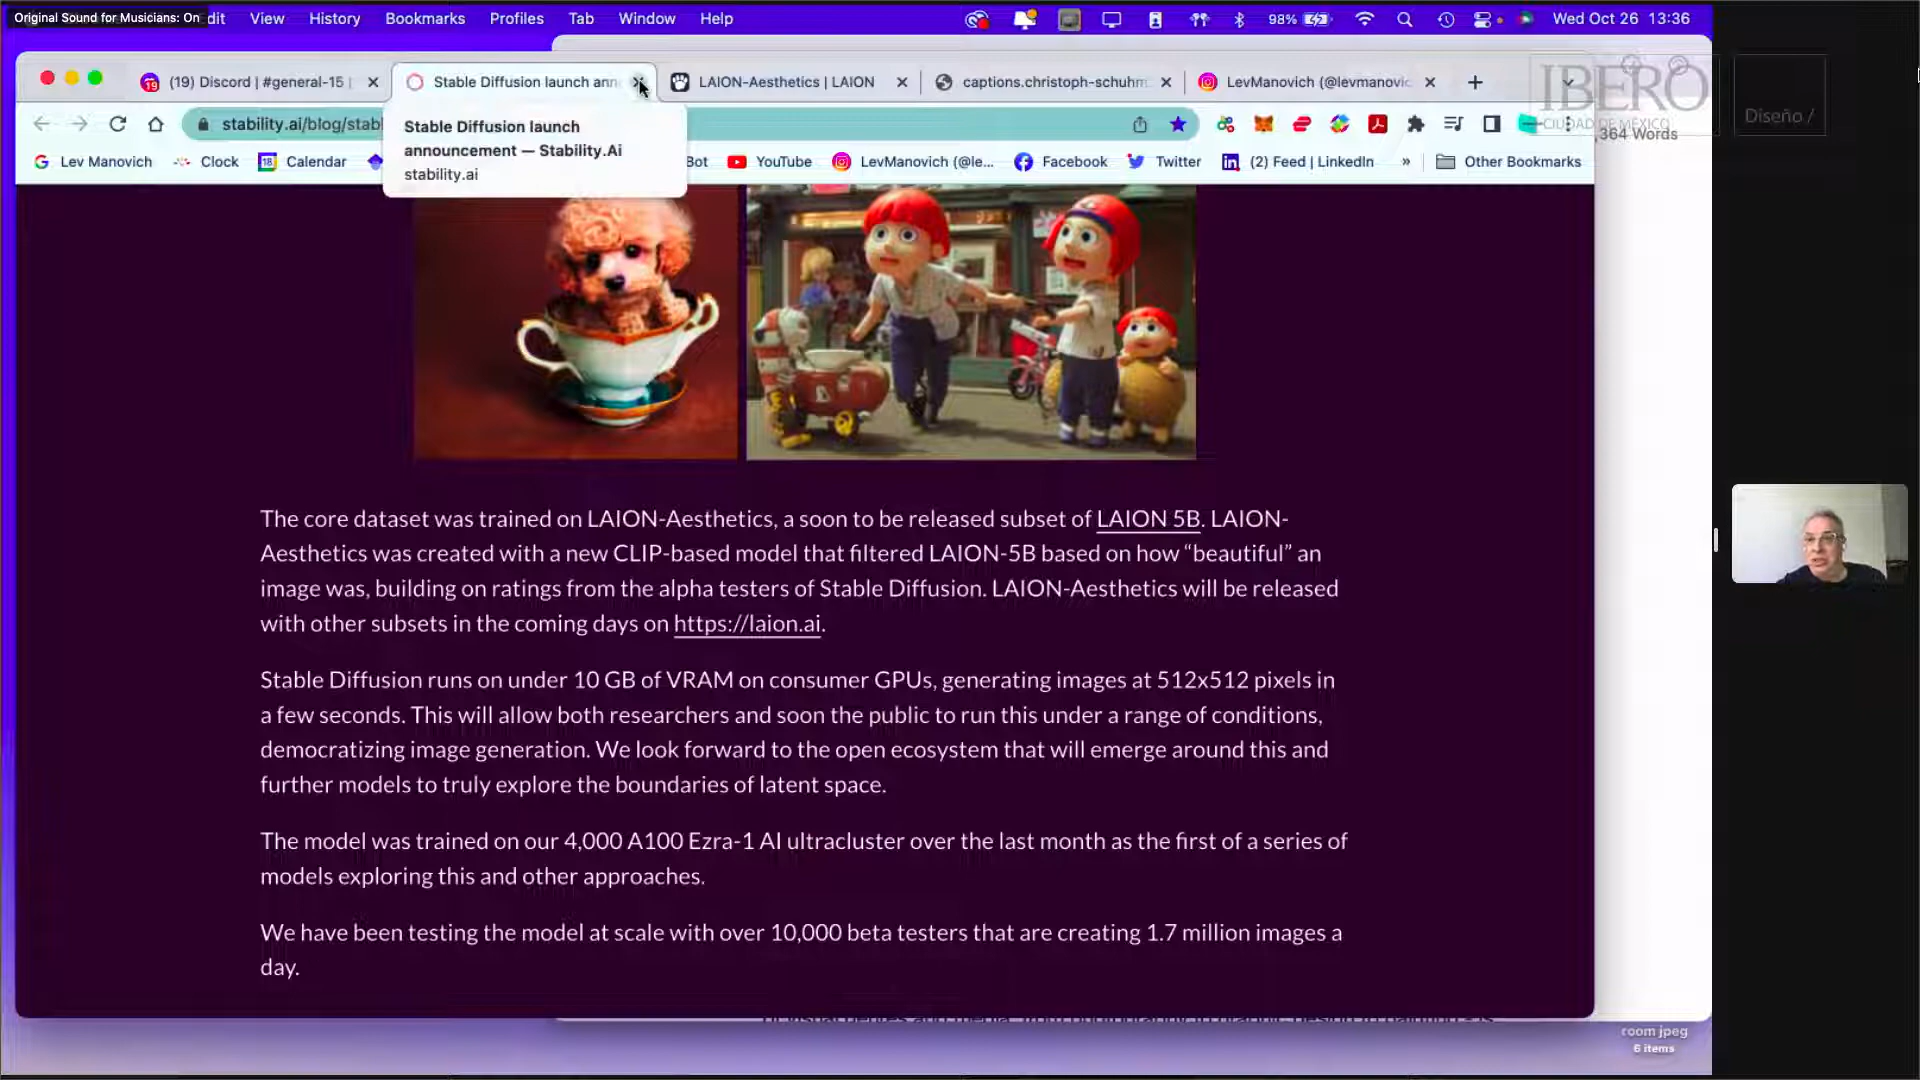 Original Sound for Musicians: On dit View History Bookmarks Profiles Tab Window Help 98% Wed Oct 26 13:36
(19) Discord | #general-15 | Stable Diffusion launch ann LAION-Aesthetics | LAION captions.christoph-schuhm LevManovich (@levmanovic
IBERO
CIUDAD DE MÉXICO
Diseño /
stability.ai/blog/stabl
,364 Words
Stable Diffusion launch
announcement — Stability.Ai
stability.ai
Lev Manovich Clock Calendar Bot YouTube LevManovich (@le... Facebook Twitter (2) Feed | LinkedIn » Other Bookmarks
The core dataset was trained on LAION-Aesthetics, a soon to be released subset of LAION 5B. LAION-
Aesthetics was created with a new CLIP-based model that filtered LAION-5B based on how “beautiful” an
image was, building on ratings from the alpha testers of Stable Diffusion. LAION-Aesthetics will be released
with other subsets in the coming days on https://laion.ai.
Stable Diffusion runs on under 10 GB of VRAM on consumer GPUs, generating images at 512x512 pixels in
a few seconds. This will allow both researchers and soon the public to run this under a range of conditions,
democratizing image generation. We look forward to the open ecosystem that will emerge around this and
further models to truly explore the boundaries of latent space.
The model was trained on our 4,000 A100 Ezra-1 AI ultracluster over the last month as the first of a series of
models exploring this and other approaches.
We have been testing the model at scale with over 10,000 beta testers that are creating 1.7 million images a
day.
room jpeg
6 items